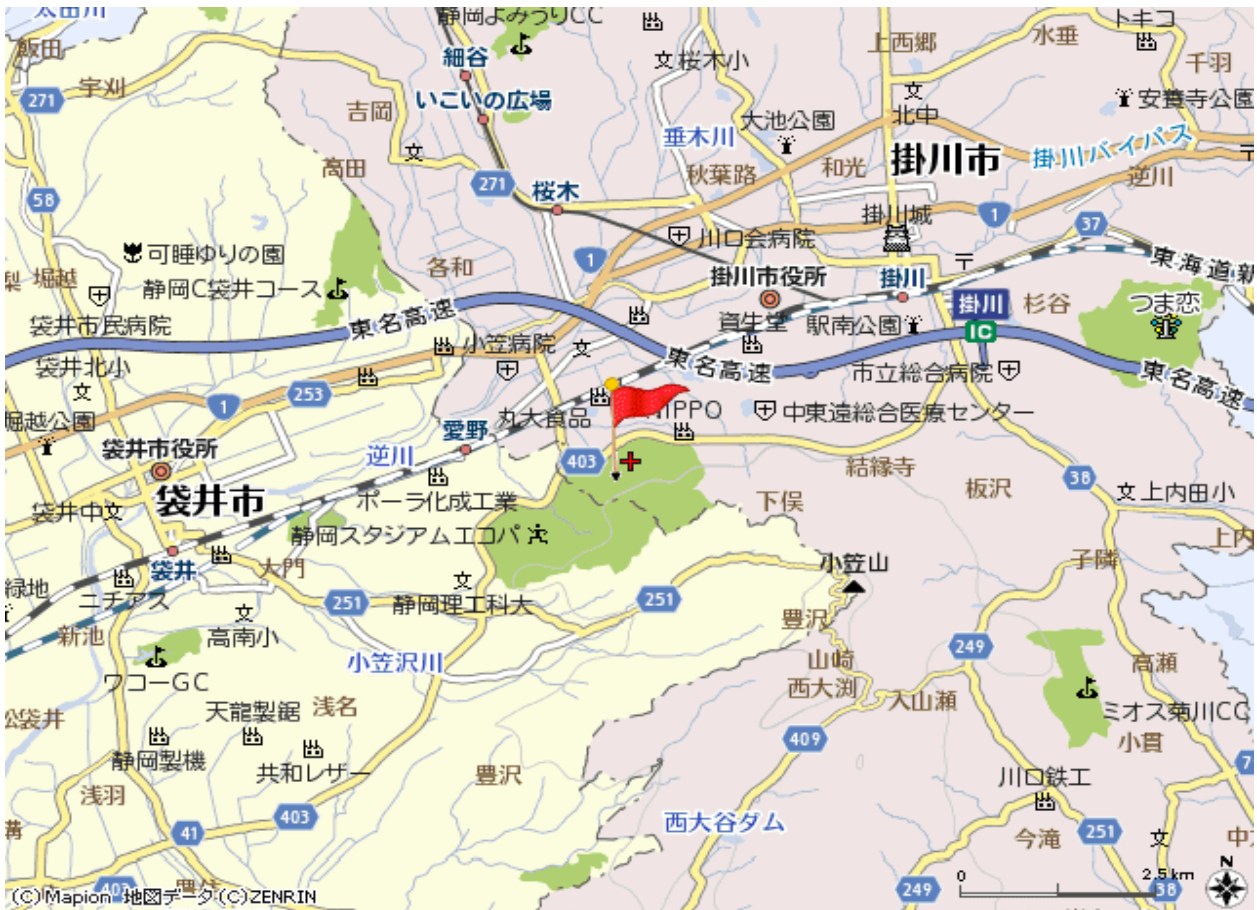 太田川
静岡よみうりCC
トキコ
飯田
細谷
文桜木小
上西郷
水垂
千羽
271
宇刈
いこいの広場
吉岡
安養寺公園
垂木川
大池公園
北中
掛川バイパス
高田
271
秋葉路
和光
掛川市
逆川
58
桜木
掛川城
1
37
可睡ゆりの園
川口会病院
東海道新
堀越
静岡C袋井コース
各和
1
掛川市役所
掛川
掛川
杉谷
つま恋
袋井市民病院
東名高速
資生堂
駅南公園
IC
袋井北小
小笠病院
東名高速
市立総合病院
東名高速
253
1
堀越公園
丸大食品
NIPPO
中東遠総合医療センター
愛野
袋井市役所
逆川
403
結縁寺
38
袋井市
ポーラ化成工業
板沢
上内田小
袋井中
静岡スタジアムエコパ
下俣
上内
袋井
大門
小笠山
子隣
緑地
ニチアス
251
静岡理工科大
251
新池
高南小
豊沢
249
小笠沢川
山崎
高瀬
ワコーGC
西大渕
入山瀬
松袋井
天龍製鋸
浅名
ミオス菊川CC
静岡製機
409
小貫
共和レザー
豊沢
川口鉄工
浅羽
403
西大谷ダム
41
今滝
251
2.5 km
N
0
249
38
(C)Mapion 地図データ(C)ZENRIN